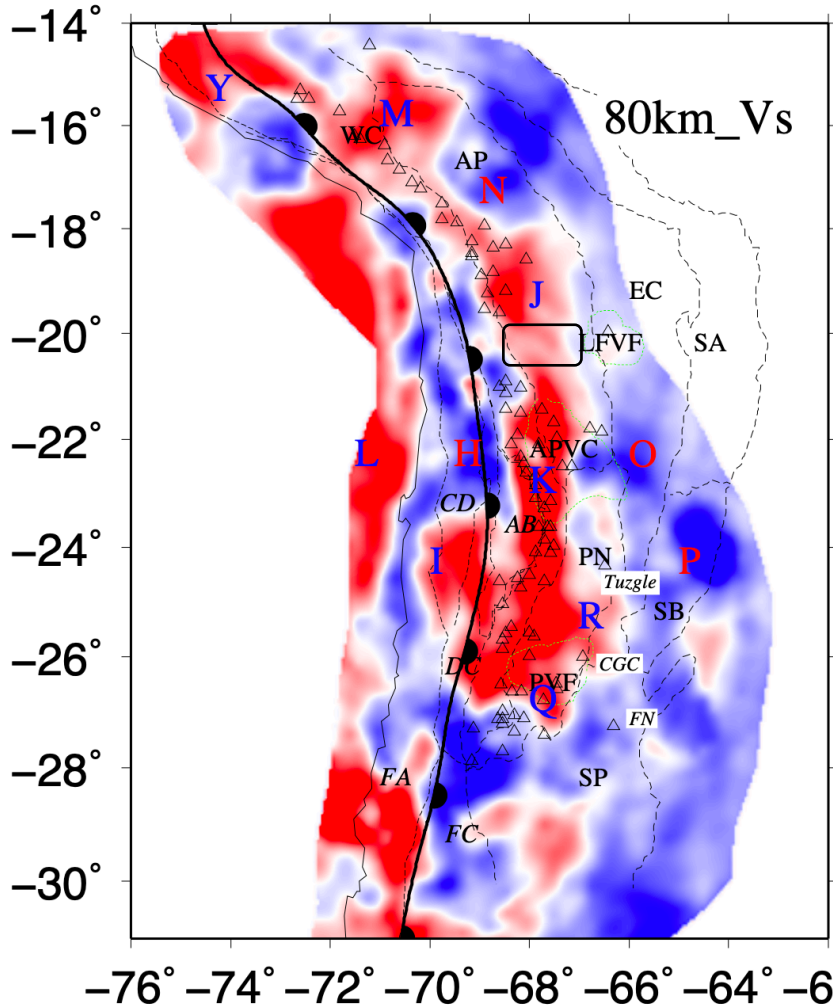 −14°
Y
M
80km_Vs
−16°
WC
AP
N
−18°
J
EC
−20°
LFVF
SA
−22°
L
H
APVC
O
K
CD
AB
−24°
I
PN
P
Tuzgle
R
SB
−26°
DC
CGC
PVF
Q
FN
−28°
FA
SP
FC
−30°
−76° −74° −72° −70° −68° −66° −64° −6